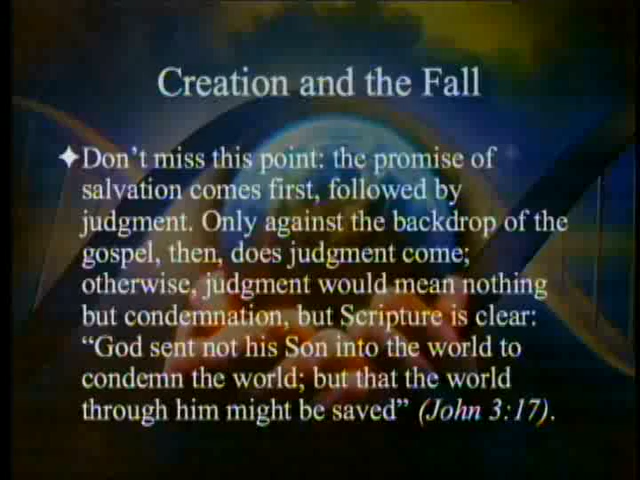 Creation and the Fall
Don't miss this point: the promise of
salvation comes first, followed by
judgment. Only against the backdrop of the
gospel, then, does judgment come;
otherwise, judgment would mean nothing
but condemnation, but Scripture is clear:
“God sent not his Son into the world to
condemn the world; but that the world
through him might be saved” (John 3:17).